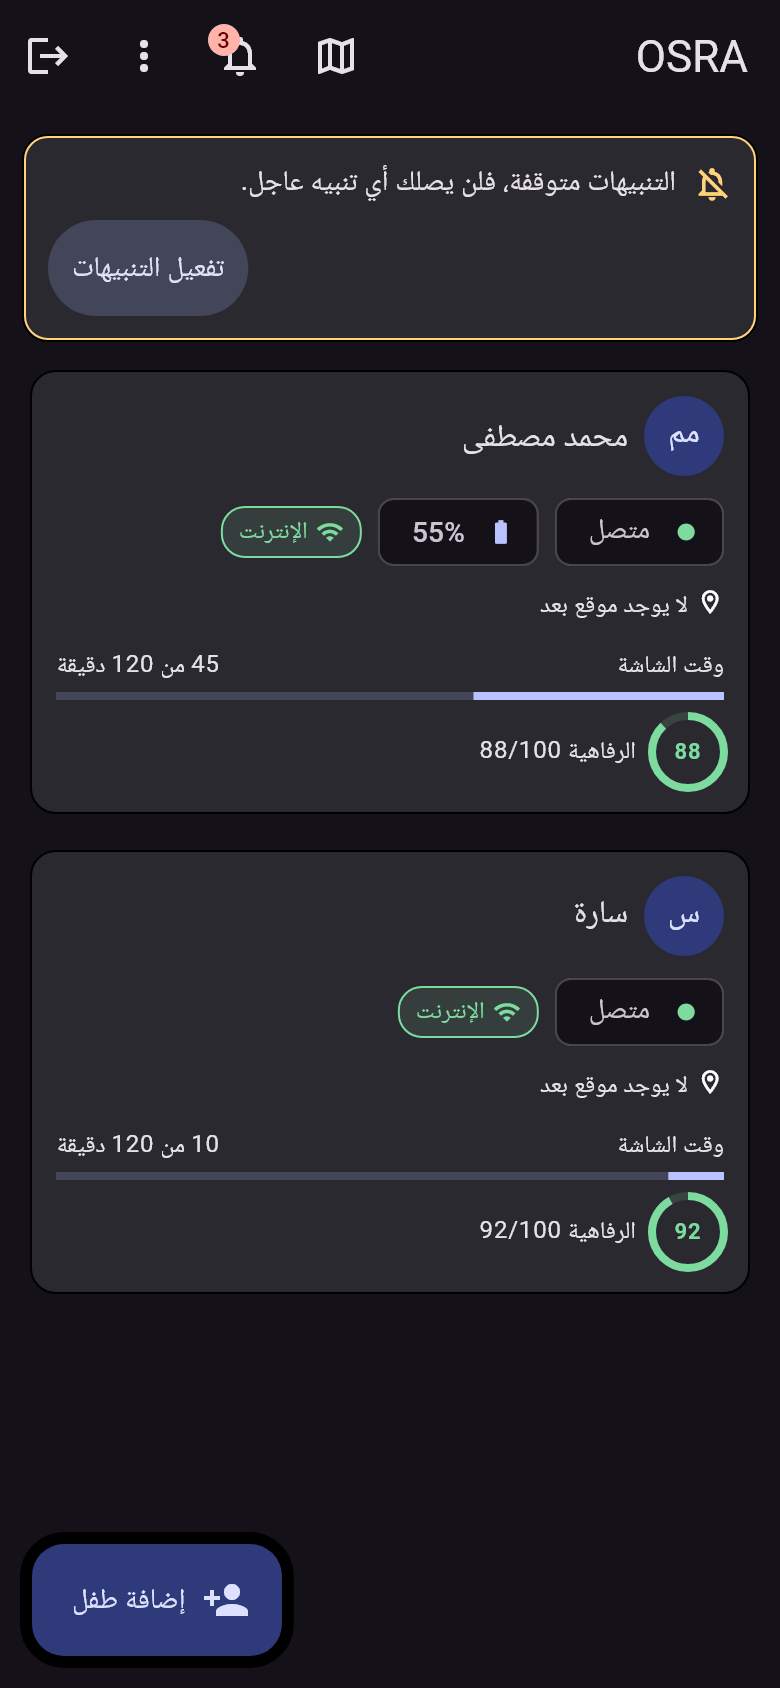 OSRA
3
التنبيهات متوقفة، فلن يصلك أي تنبيه عاجل.
تفعيل التنبيهات
مم
محمد مصطفى
متصل
55%
الإنترنت
لا يوجد موقع بعد
وقت الشاشة
45 من 120 دقيقة
88
الرفاهية 88/100
س
سارة
متصل
الإنترنت
لا يوجد موقع بعد
وقت الشاشة
10 من 120 دقيقة
92
الرفاهية 92/100
إضافة طفل